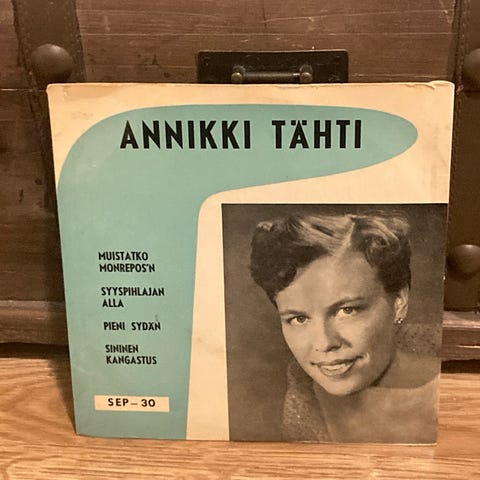 ANNIKKI TÄHTI
MUISTATKO
MONREPOS'N
SYYSPIHLAJAN
ALLA
PIENI SYDÄN
SININEN
KANGASTUS
SEP - 30